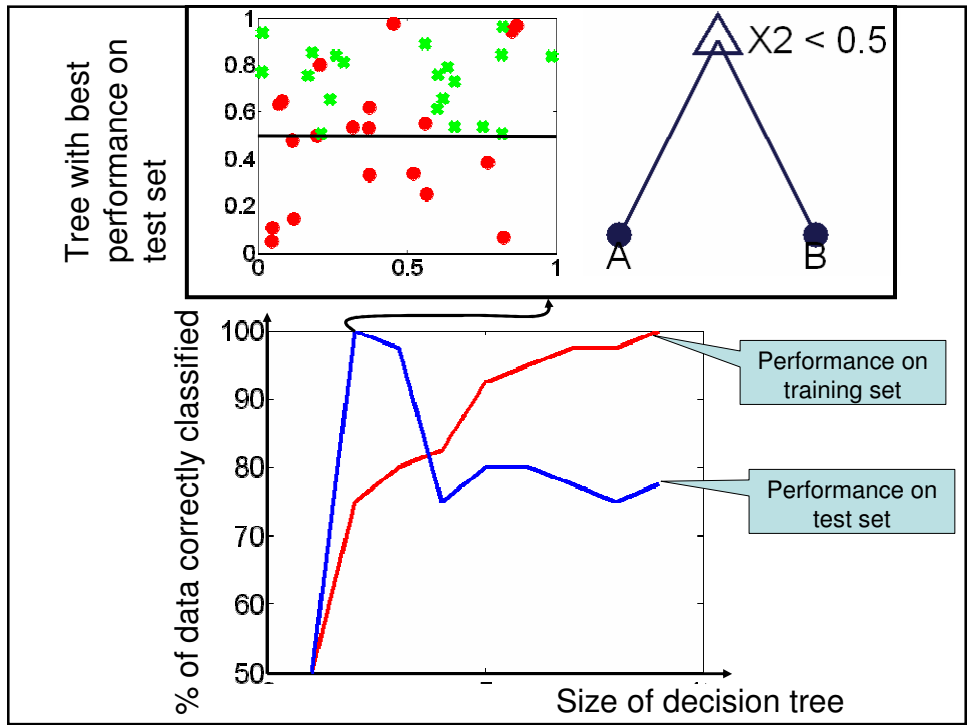 Tree with best
performance on
test set
1
0.8
0.6
0.4
0.2
0
0
0.5
1
X2 < 0.5
A
B
% of data correctly classified
100
90
80
70
60
50
Performance on
training set
Performance on
test set
Size of decision tree